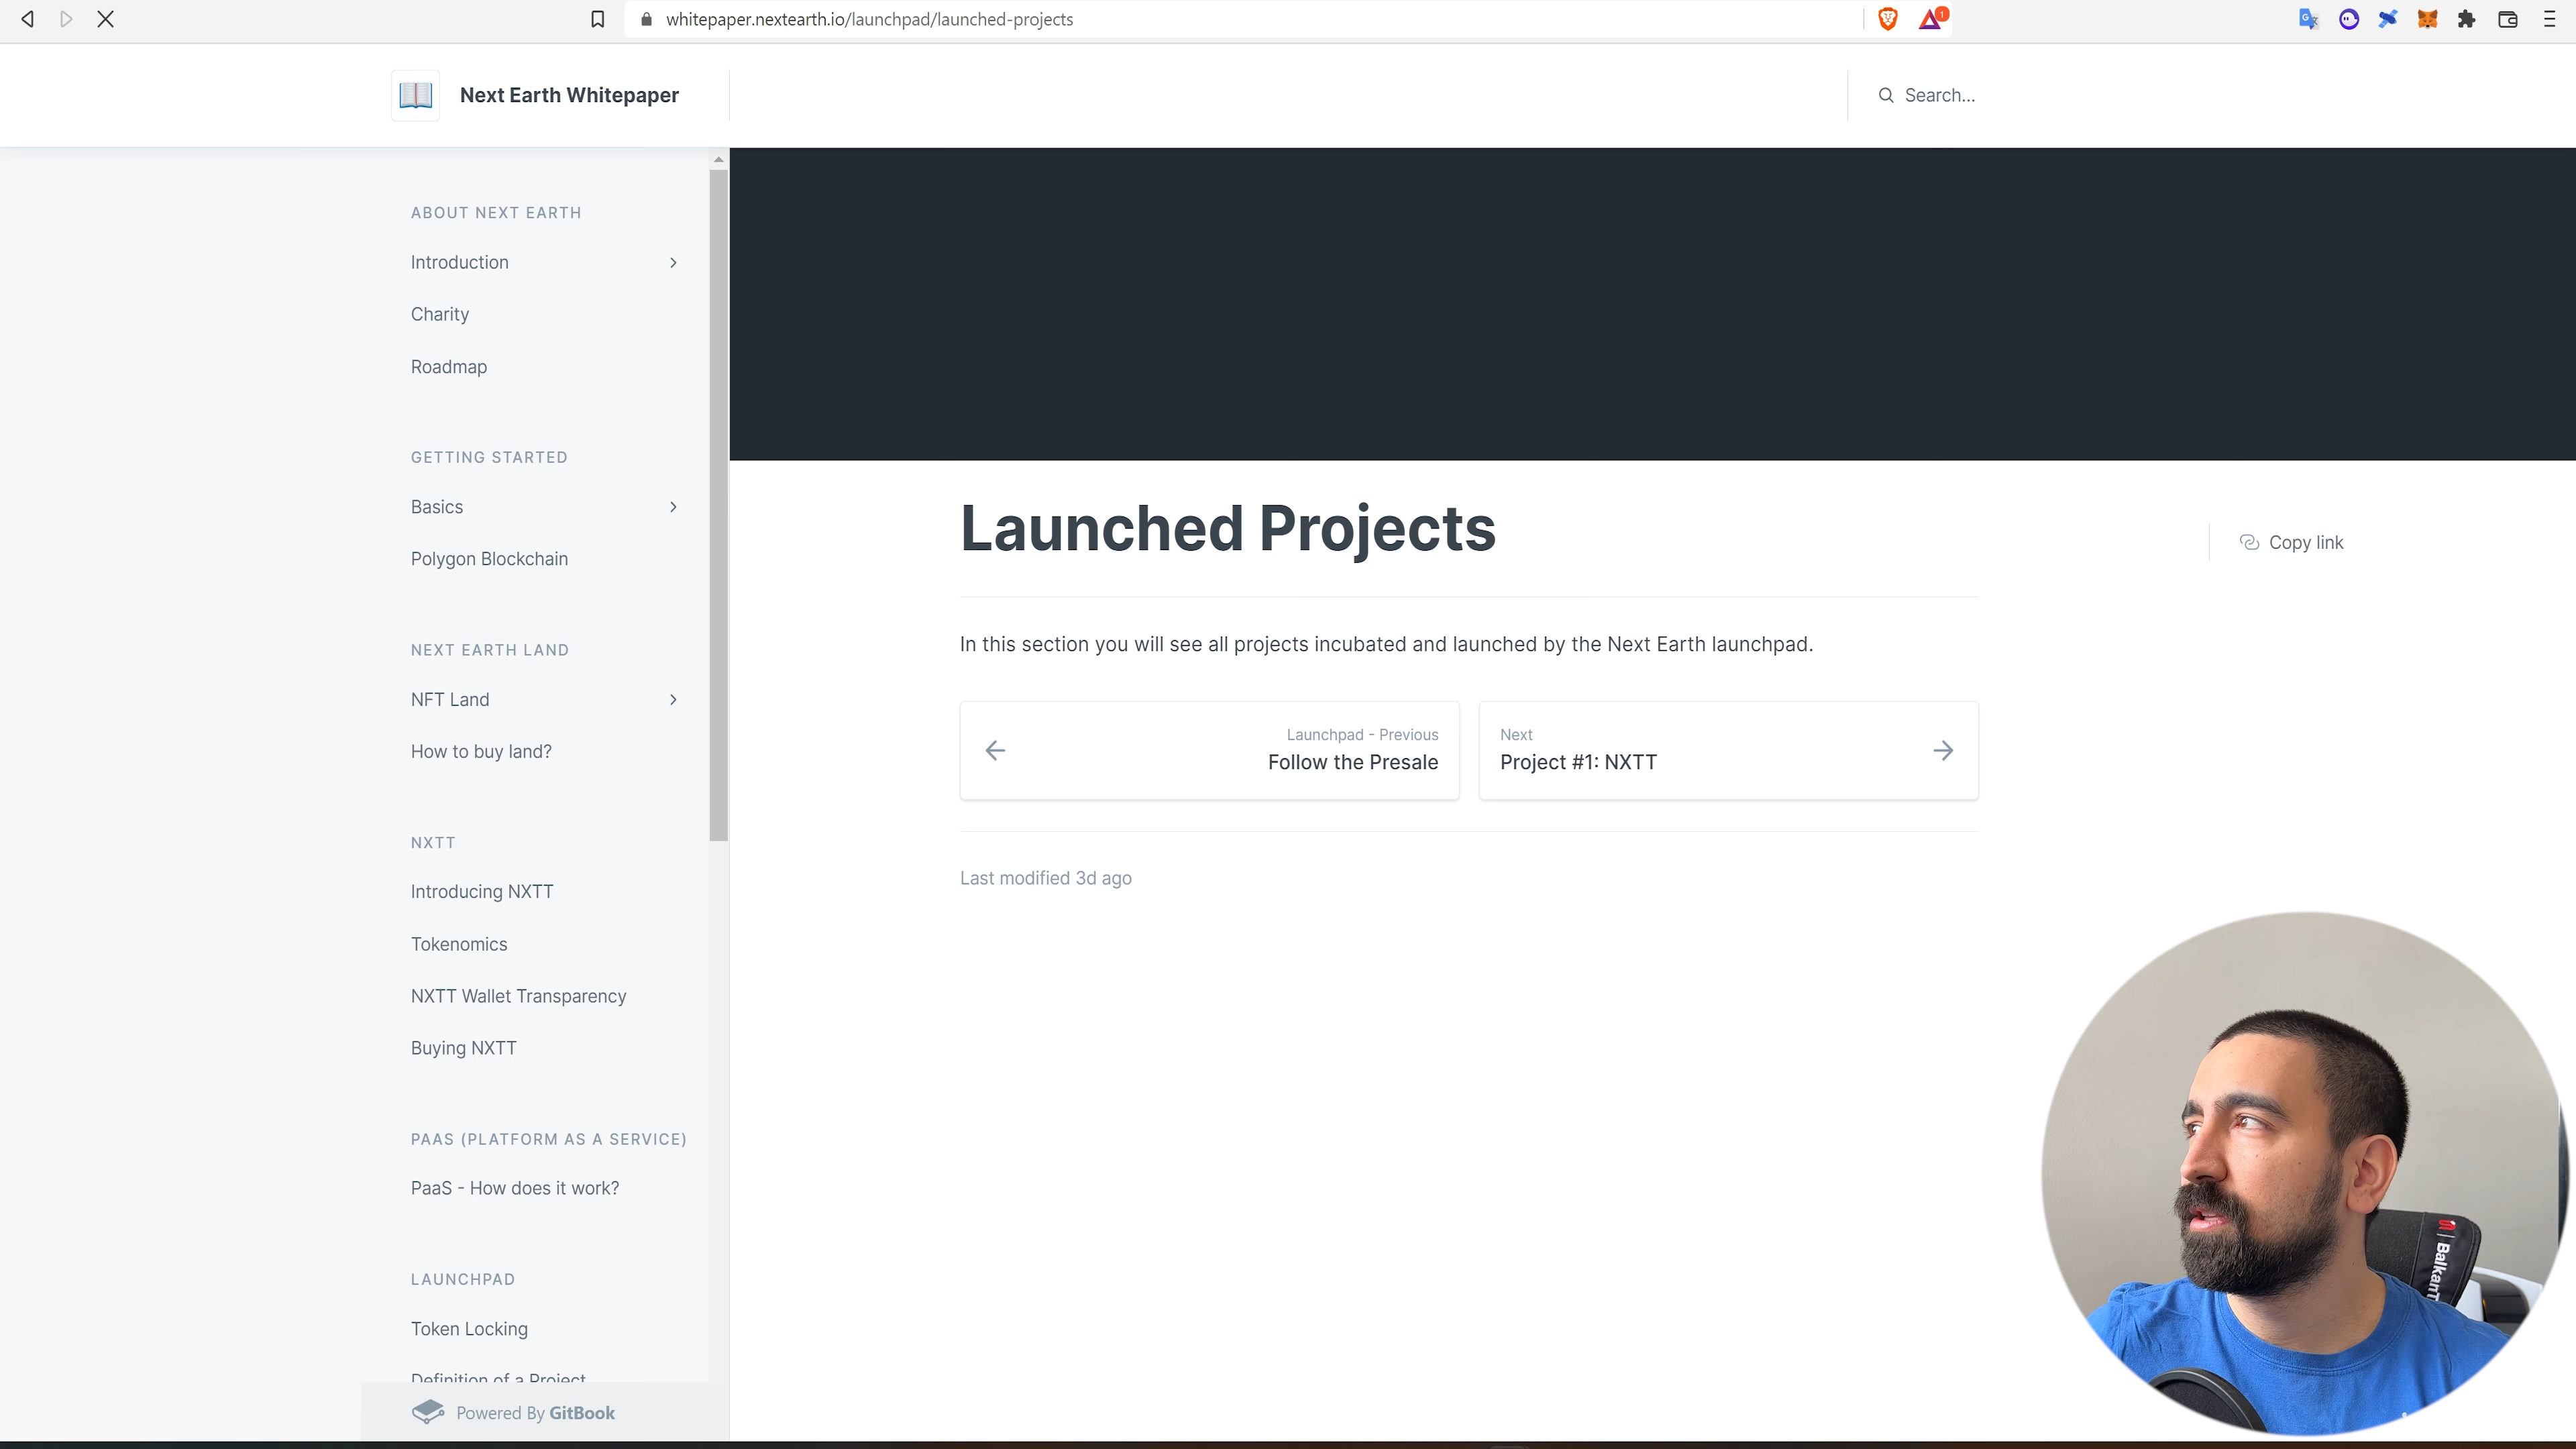 whitepaper.nextearth.io/launchpad/launched-projects
1
Next Earth Whitepaper
Search...
ABOUT NEXT EARTH
Introduction
Charity
Roadmap
GETTING STARTED
Basics
Polygon Blockchain
NEXT EARTH LAND
NFT Land
How to buy land?
NXTT
Introducing NXTT
Tokenomics
NXTT Wallet Transparency
Buying NXTT
PAAS (PLATFORM AS A SERVICE)
PaaS - How does it work?
LAUNCHPAD
Token Locking
Definition of a Project
Powered By GitBook
Launched Projects
Copy link
In this section you will see all projects incubated and launched by the Next Earth launchpad.
Launchpad - Previous
Follow the Presale
Next
Project #1: NXTT
Last modified 3d ago